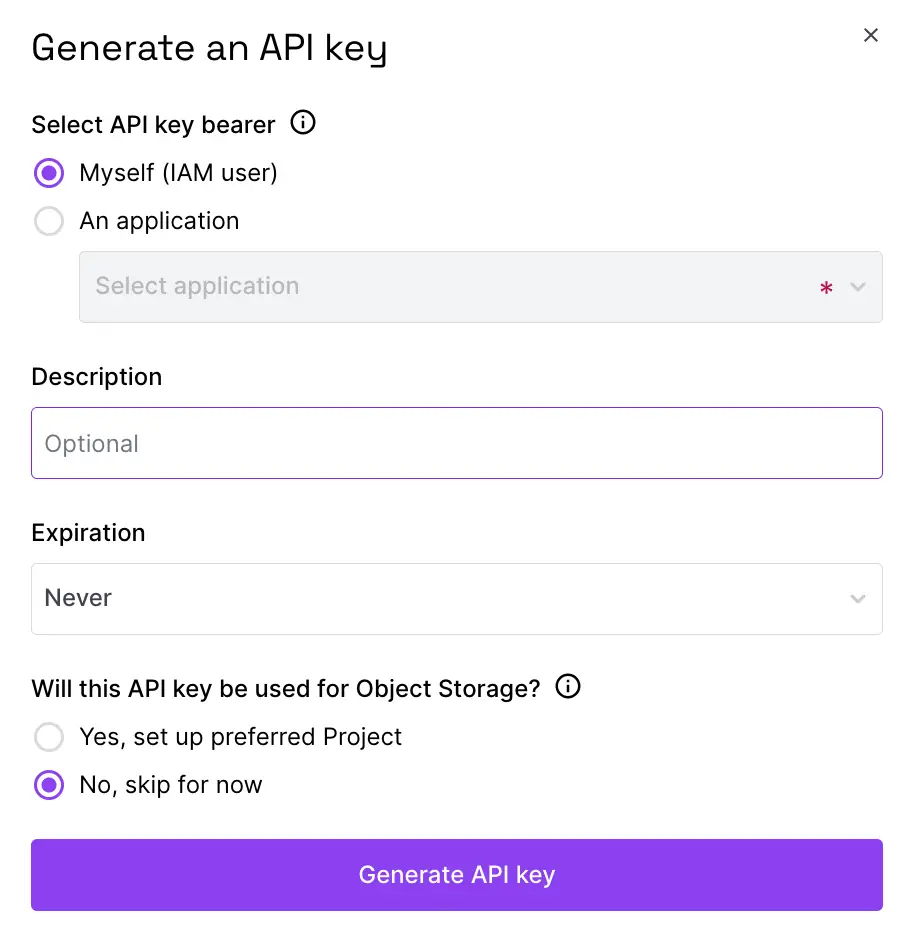 Generate an API key
Select API key bearer
Myself (IAM user)
An application
Select application *
Description
Optional
Expiration
Never
Will this API key be used for Object Storage?
Yes, set up preferred Project
No, skip for now
Generate API key